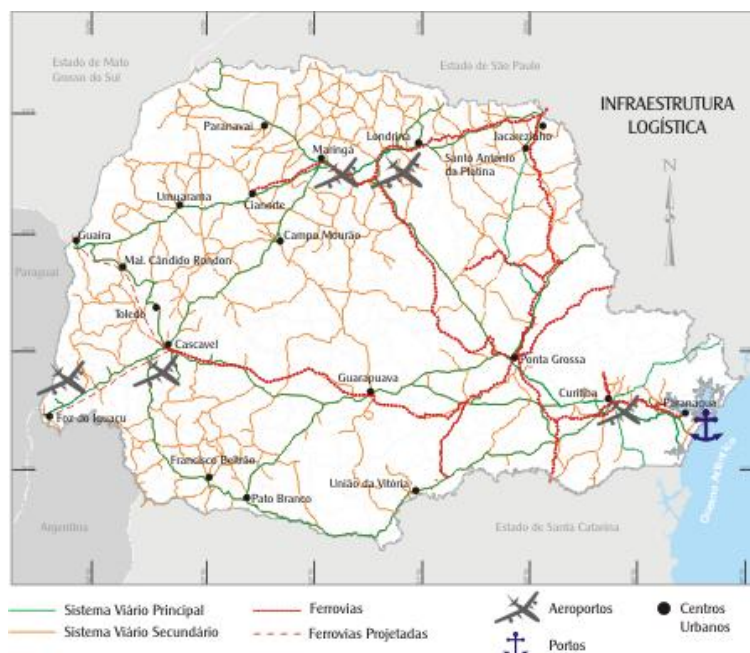 Estado de Mato
Grosso do Sul
Estado de São Paulo
INFRAESTRUTURA
LOGÍSTICA
N
Paranavaí
Londrina
Jacarezinho
Maringá
Santo Antonio
da Platina
Umuarama
Cianorte
Guaíra
Campo Mourão
Mal. Cândido Rondon
Paraguai
Toledo
Cascavel
Ponta Grossa
Guarapuava
Curitiba
Paranaguá
Foz do Iguaçu
Francisco Beltrão
União da Vitória
Pato Branco
Argentina
Estado de Santa Catarina
Sistema Viário Principal
Ferrovias
Aeroportos
Centros
Urbanos
Sistema Viário Secundário
Ferrovias Projetadas
Portos